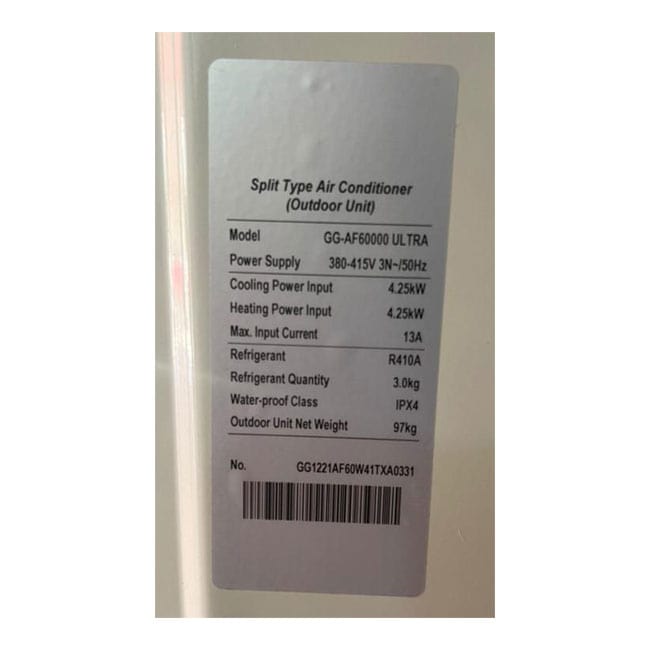 Split Type Air Conditioner
(Outdoor Unit)
Model GG-AF60000 ULTRA
Power Supply 380-415V 3N~/50Hz
Cooling Power Input 4.25kW
Heating Power Input 4.25kW
Max. Input Current 13A
Refrigerant R410A
Refrigerant Quantity 3.0kg
Water-proof Class IPX4
Outdoor Unit Net Weight 97kg
No. GG1221AF60W41TXA0331